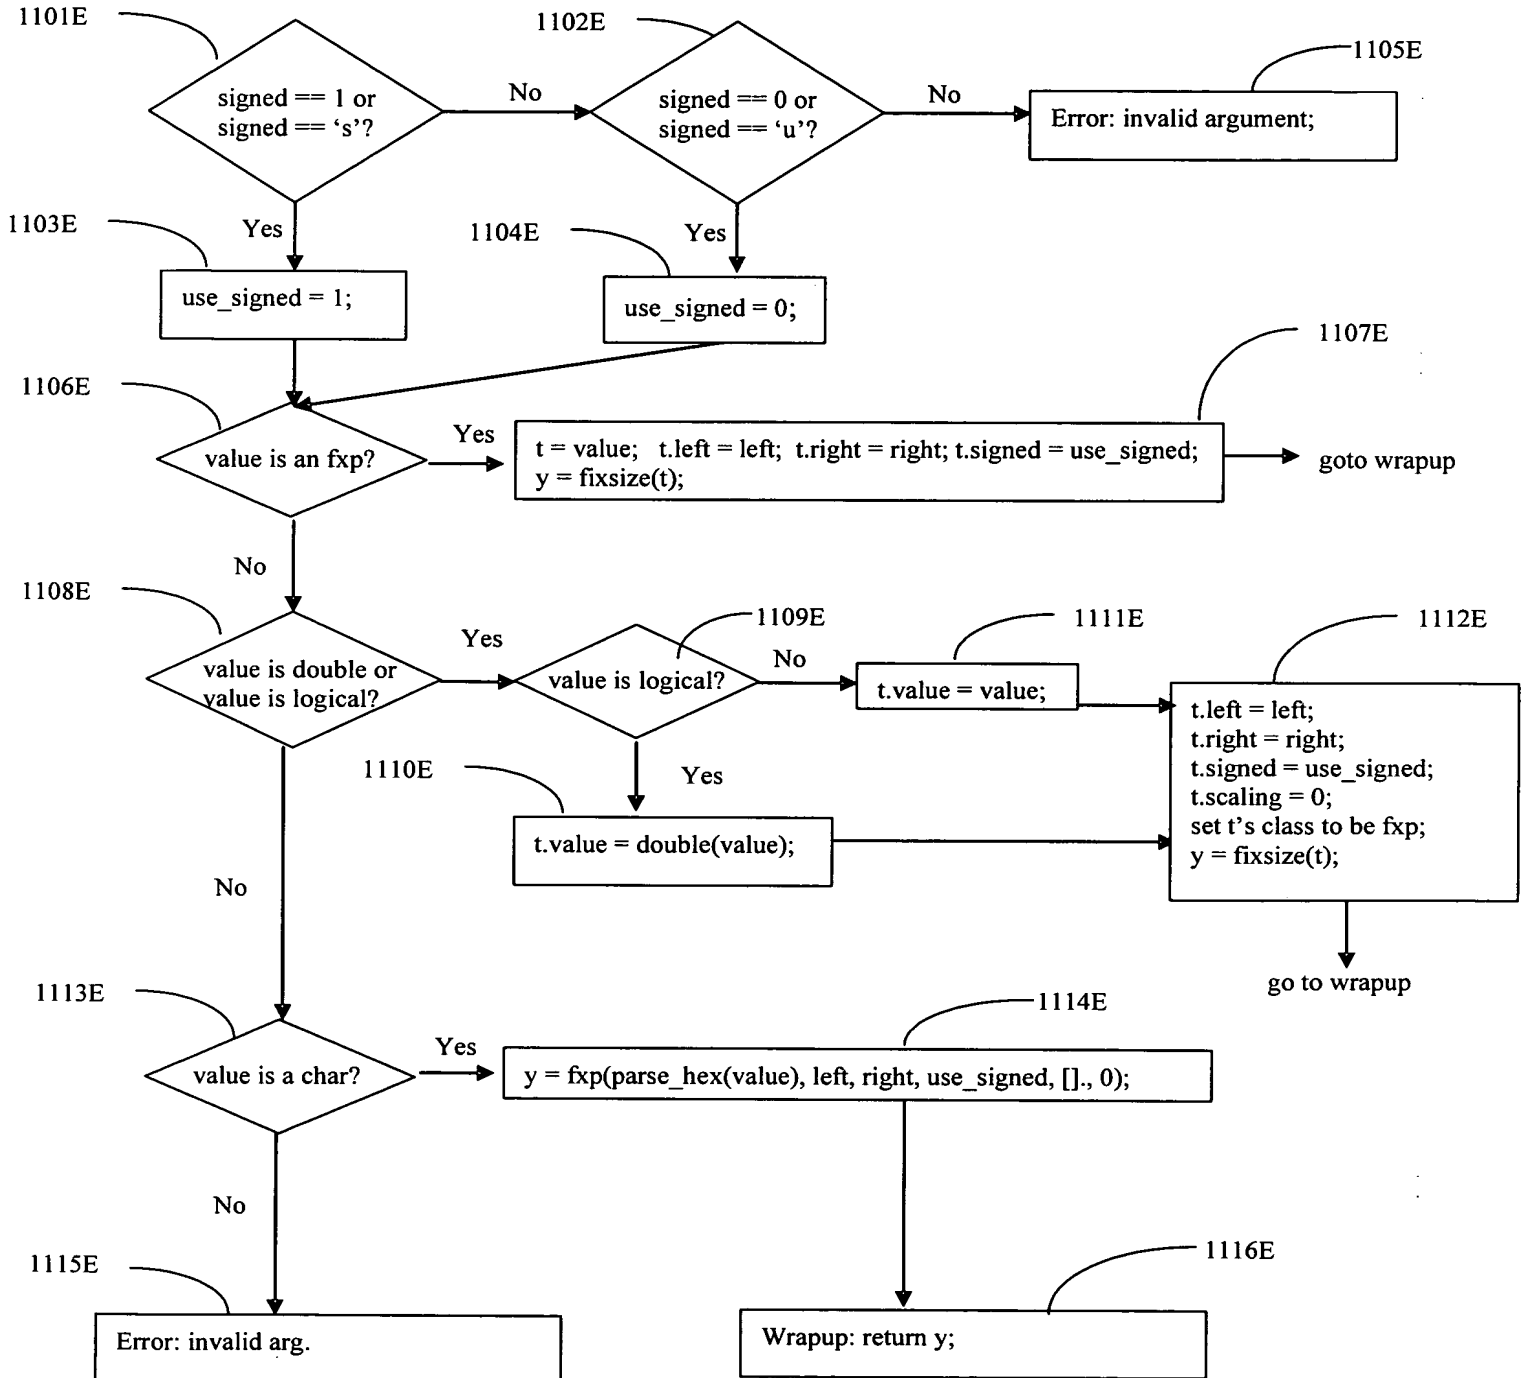 1101E
1102E
1105E
signed == 1 or
signed == ‘s’?
No
signed == 0 or
signed == ‘u’?
No
Error: invalid argument;
1103E
Yes
1104E
Yes
use_signed = 1;
use_signed = 0;
1107E
1106E
value is an fxp?
Yes
t = value; t.left = left; t.right = right; t.signed = use_signed;
y = fixsize(t);
goto wrapup
No
1108E
1109E
1111E
1112E
value is double or
value is logical?
Yes
value is logical?
No
t.value = value;
t.left = left;
t.right = right;
t.signed = use_signed;
t.scaling = 0;
set t’s class to be fxp;
y = fixsize(t);
1110E
Yes
t.value = double(value);
No
go to wrapup
1113E
1114E
value is a char?
Yes
y = fxp(parse_hex(value), left, right, use_signed, []., 0);
No
1115E
1116E
Error: invalid arg.
Wrapup: return y;